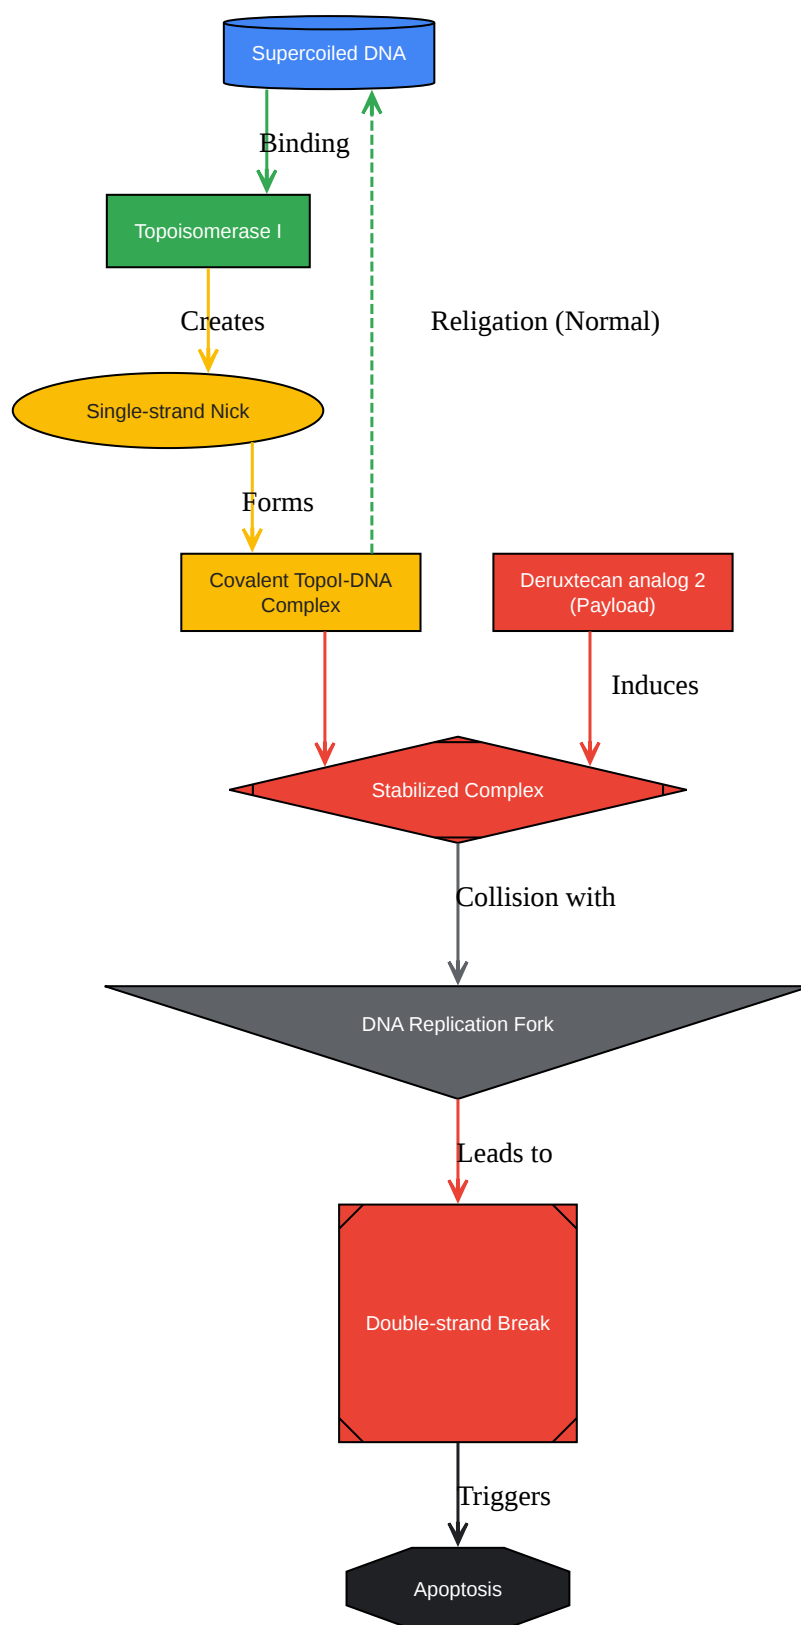 Supercoiled DNA
Binding
Topoisomerase I
Creates
Religation (Normal)
Single-strand Nick
Forms
Covalent TopoI-DNA
Complex
Deruxtecan analog 2
(Payload)
Induces
Stabilized Complex
Collision with
DNA Replication Fork
Leads to
Double-strand Break
Triggers
Apoptosis